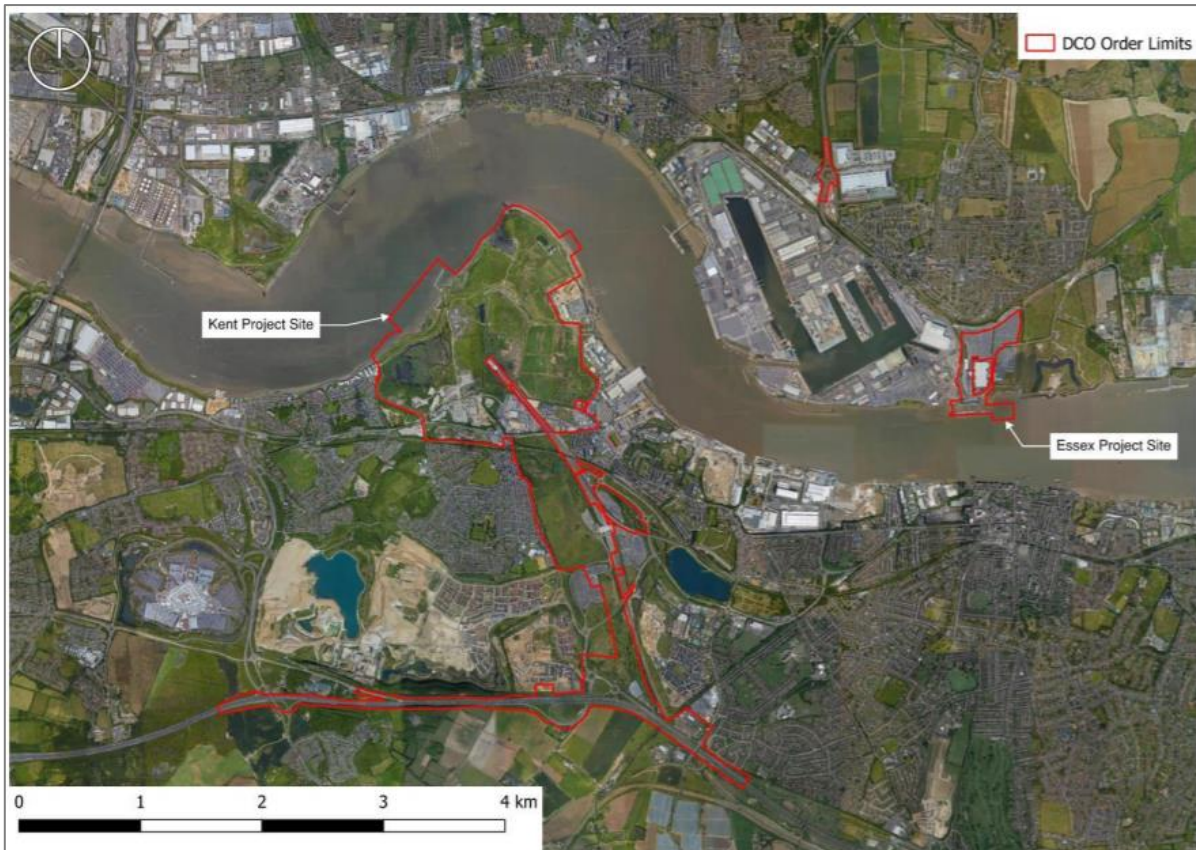 DCO Order Limits
Kent Project Site
Essex Project Site
0 1 2 3 4 km